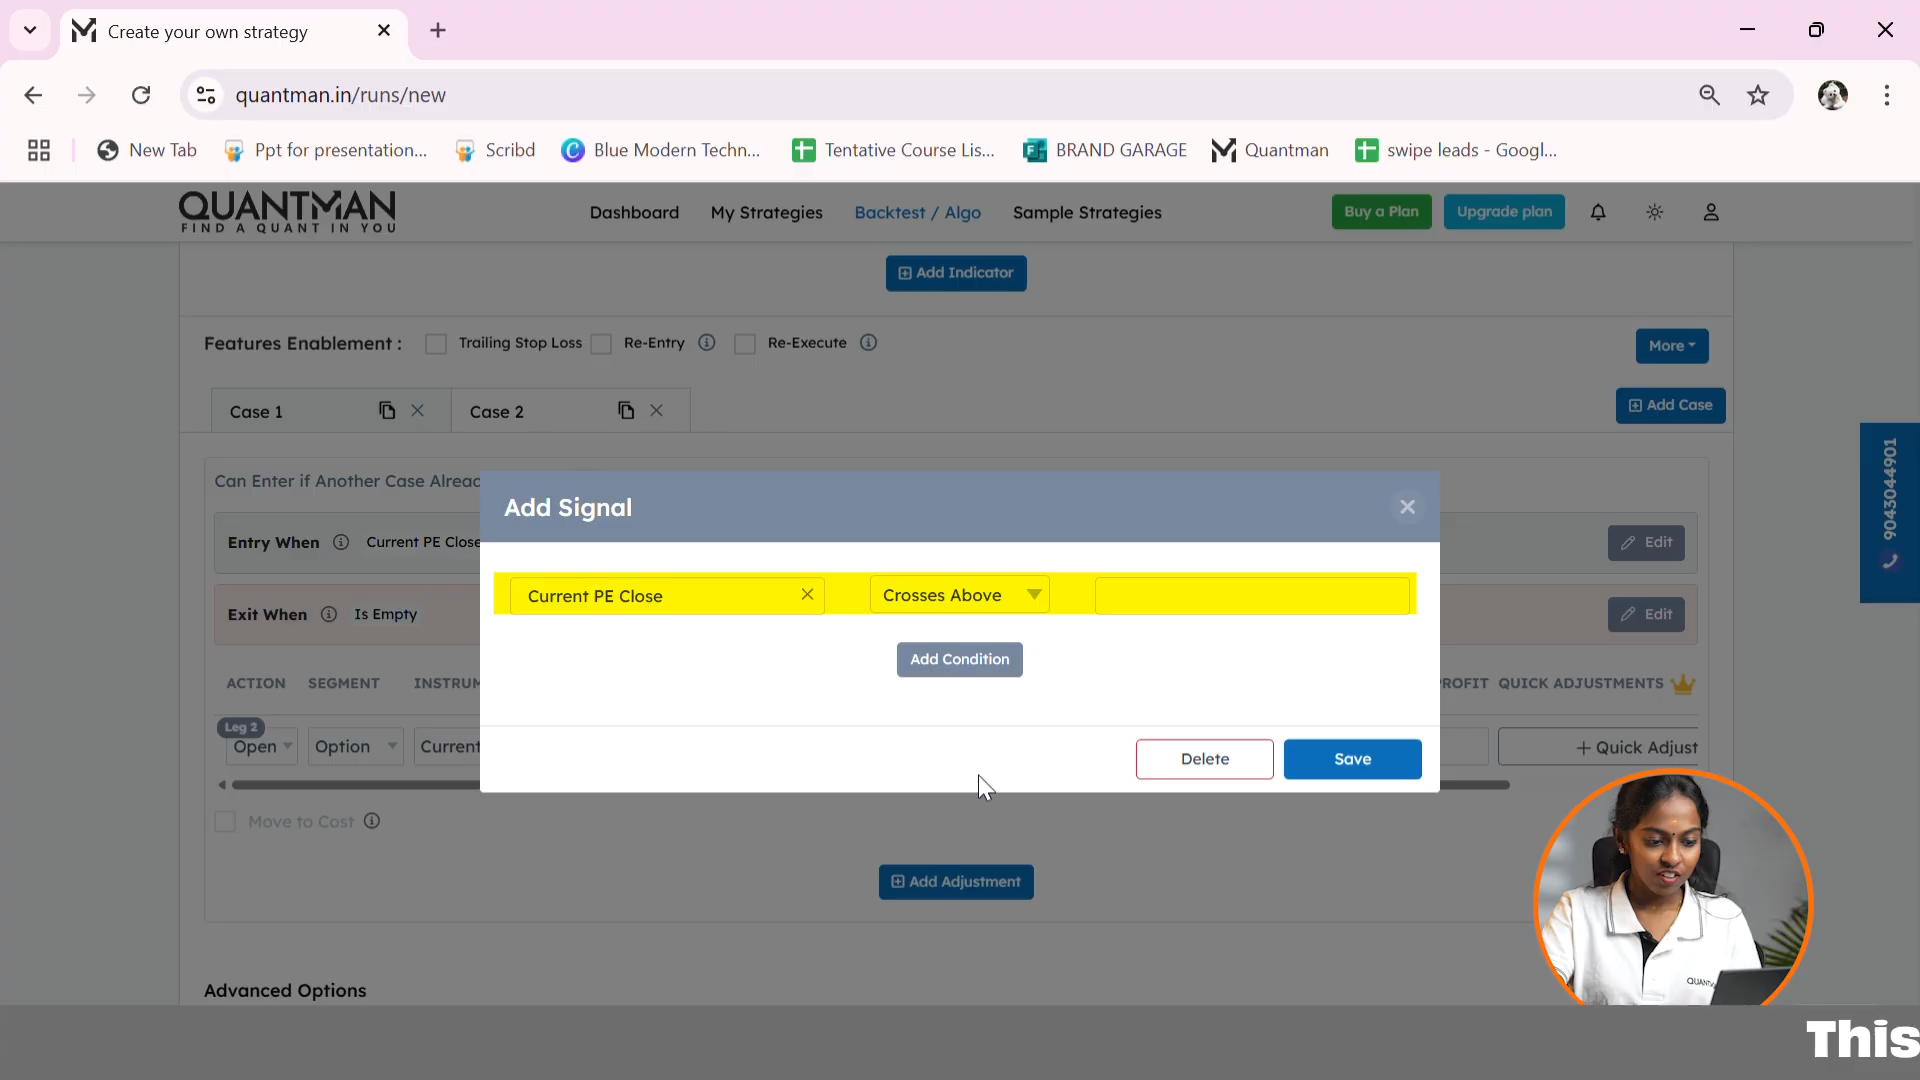 Create your own strategy
quantman.in/runs/new
New Tab
Ppt for presentation...
Scribd
Blue Modern Techn...
Tentative Course Lis...
BRAND GARAGE
Quantman
swipe leads - Googl...
QUANTMAN
FIND A QUANT IN YOU
Dashboard
My Strategies
Backtest / Algo
Sample Strategies
Buy a Plan
Upgrade plan
Add Indicator
Features Enablement :
Trailing Stop Loss
Re-Entry
Re-Execute
More
Case 1
Case 2
Add Case
9043044901
Can Enter if Another Case Alread
Add Signal
Entry When
Current PE Close
Edit
Current PE Close
Crosses Above
Exit When
Is Empty
Edit
Add Condition
ACTION
SEGMENT
INSTRUM
ROFIT
QUICK ADJUSTMENTS
Leg 2
Open
Option
Current
+ Quick Adjust
Delete
Save
Move to Cost
Add Adjustment
Advanced Options
This